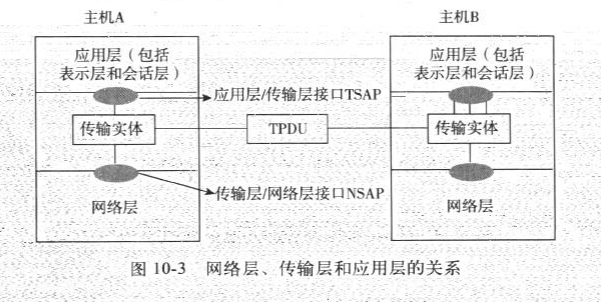 主机A
主机B
应用层（包括
表示层和会话层）
应用层（包括
表示层和会话层）
应用层/传输层接口TSAP
传输实体
TPDU
传输实体
传输层/网络层接口NSAP
网络层
网络层
图 10-3 网络层、传输层和应用层的关系